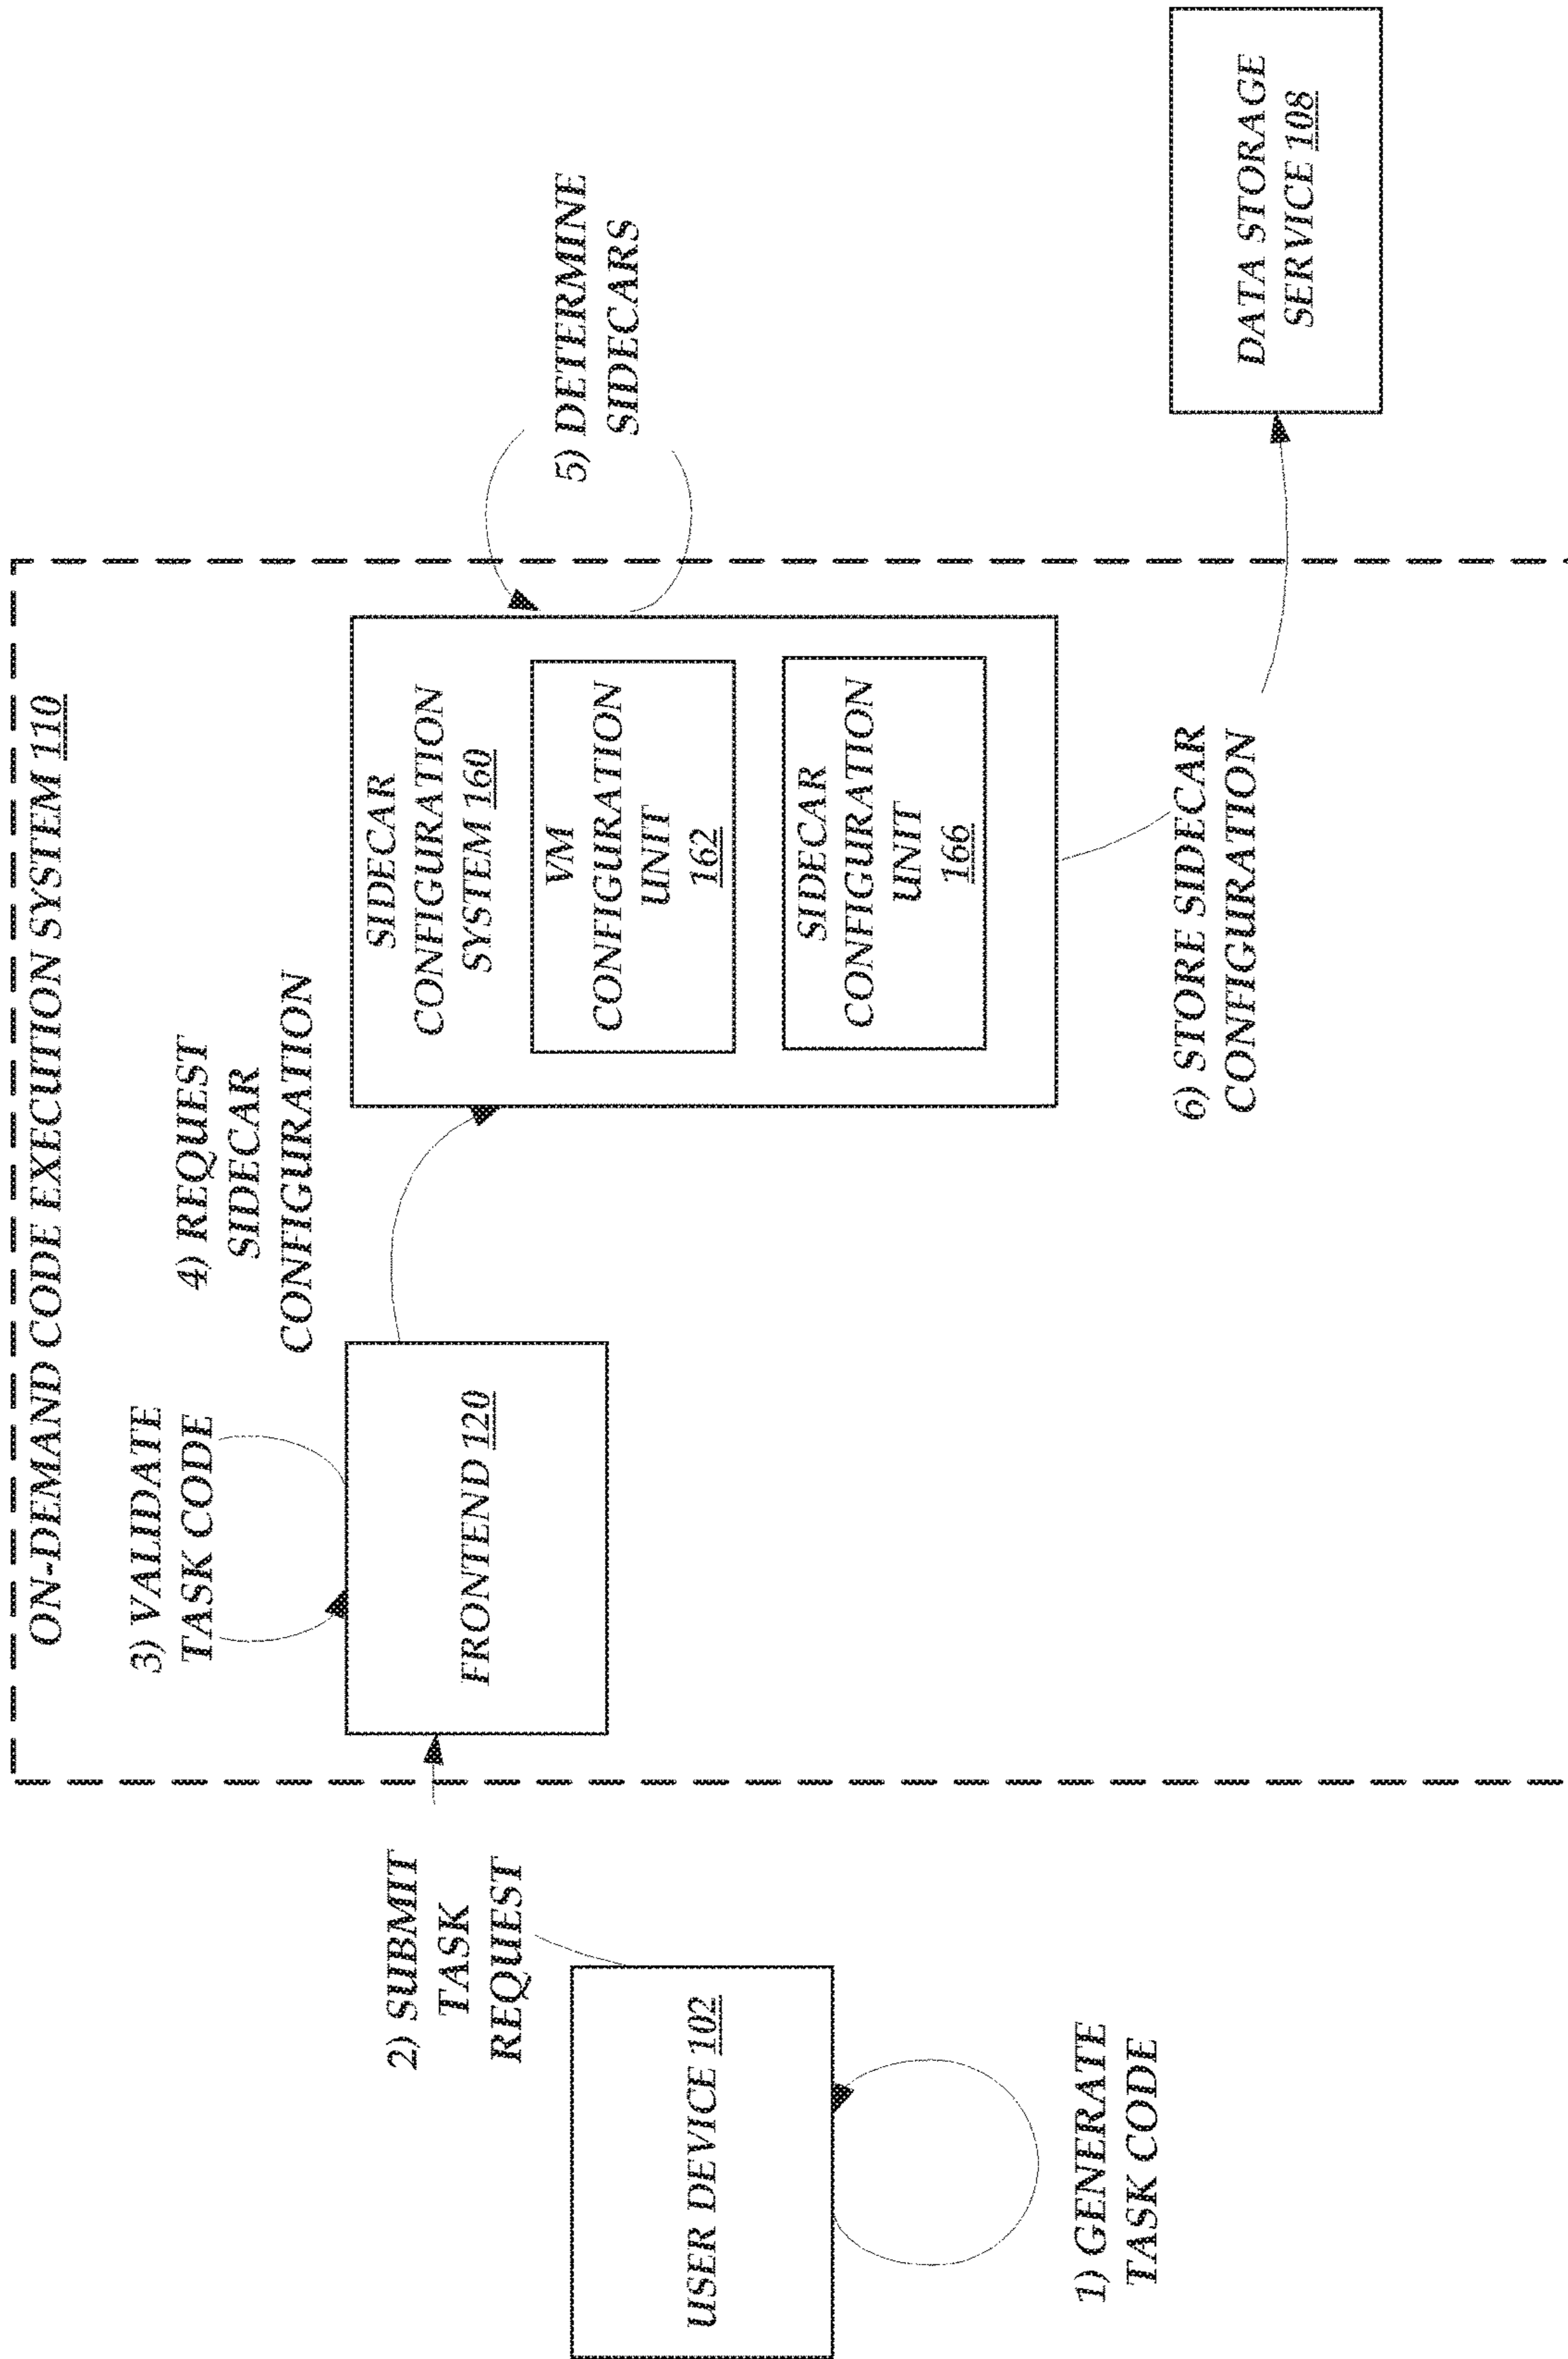 ON-DEMAND CODE EXECUTION SYSTEM 110
3) VALIDATE
TASK CODE
4) REQUEST
SIDECAR
CONFIGURATION
2) SUBMIT
TASK
REQUEST
FRONTEND 120
SIDECAR
CONFIGURATION
SYSTEM 160
VM
CONFIGURATION
UNIT
162
SIDECAR
CONFIGURATION
UNIT
166
5) DETERMINE
SIDECARS
USER DEVICE 102
1) GENERATE
TASK CODE
6) STORE SIDECAR
CONFIGURATION
DATA STORAGE
SERVICE 108